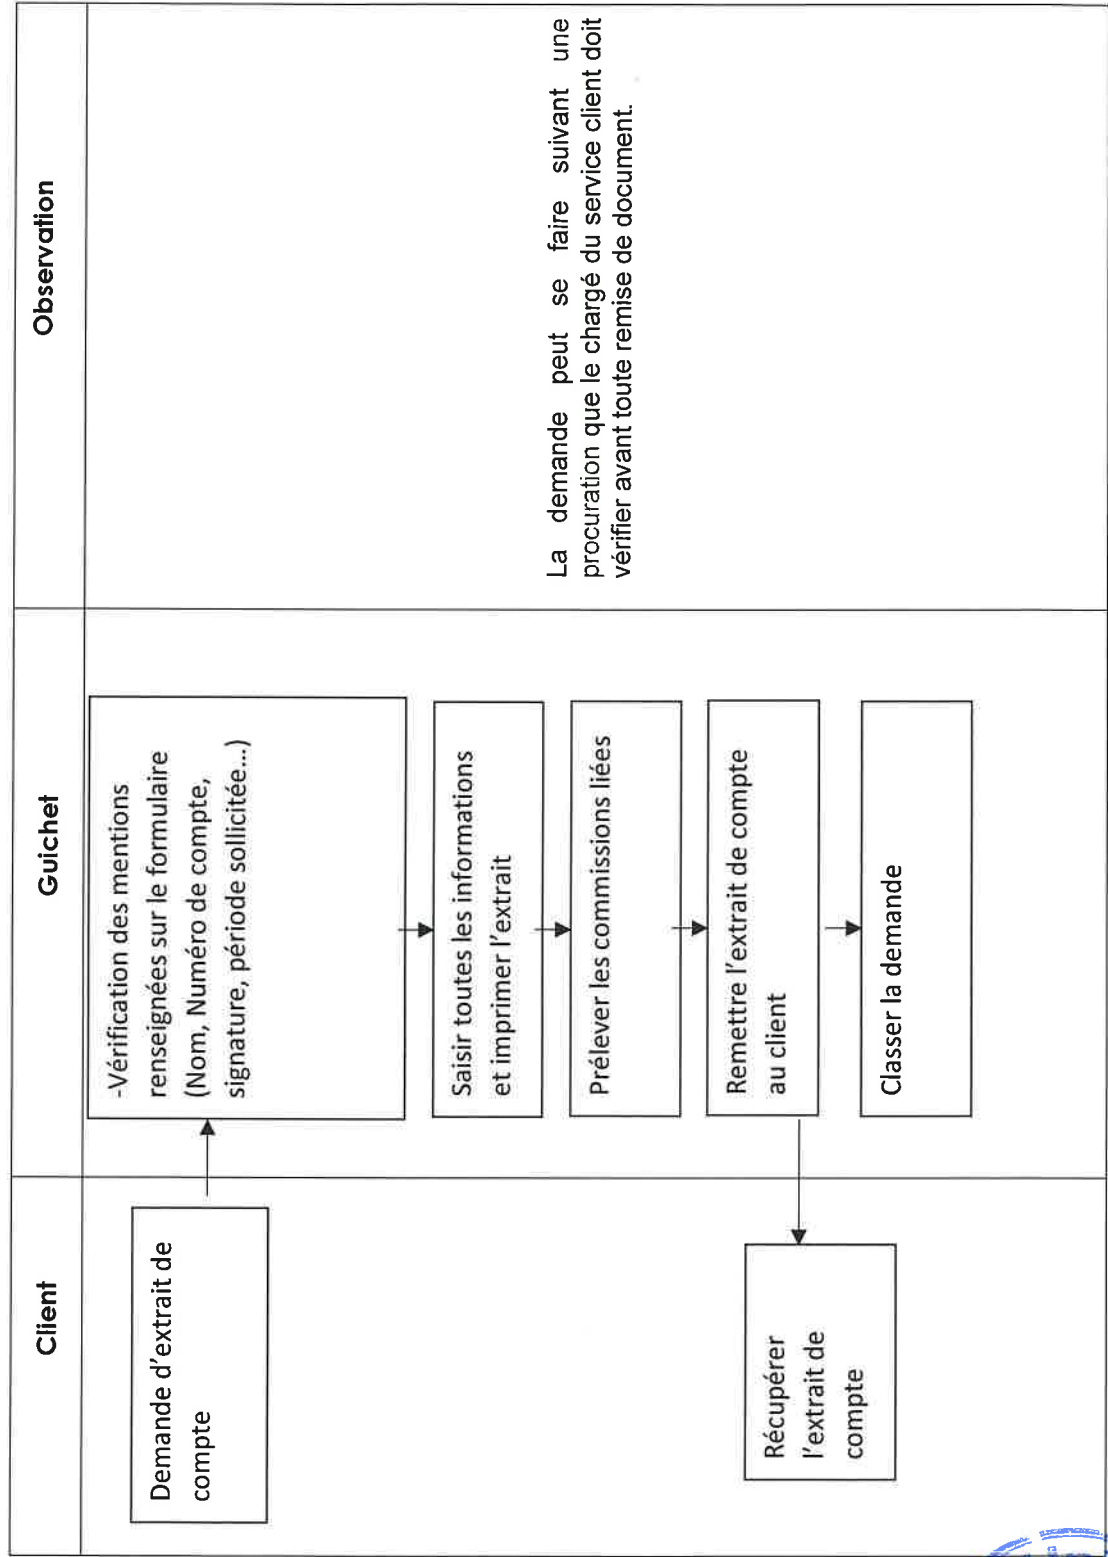 Client
Guichet
Observation
Demande d'extrait de
compte
-Vérification des mentions
renseignées sur le formulaire
(Nom, Numéro de compte,
signature, période sollicitée...)
Saisir toutes les informations
et imprimer l'extrait
Prélever les commissions liées
Remettre l'extrait de compte
au client
Classer la demande
Récupérer
l'extrait de
compte
La demande peut se faire suivant une
procuration que le chargé du service client doit
vérifier avant toute remise de document.